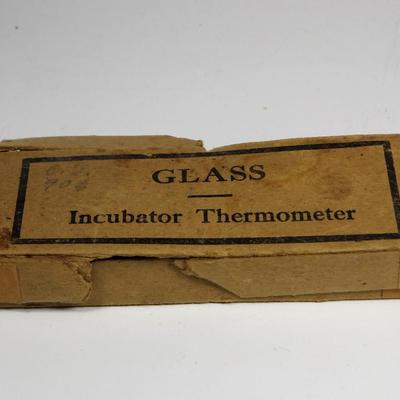 GLASS
Incubator Thermometer